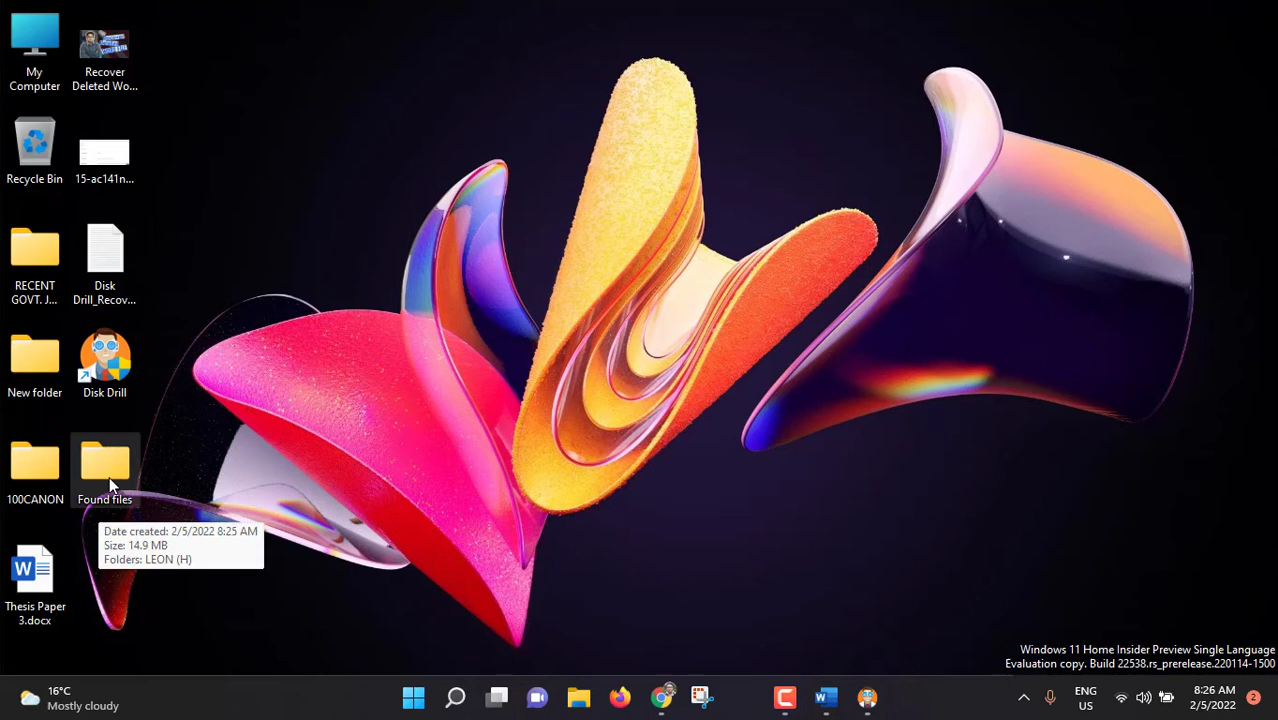 My
Computer
Recover
Deleted Wo...
Recycle Bin
15-ac141n...
RECENT
GOVT. J...
Disk
Drill_Recov...
New folder
Disk Drill
100CANON
Found files
Date created: 2/5/2022 8:25 AM
Size: 14.9 MB
Folders: LEON (H)
Thesis Paper
3.docx
Windows 11 Home Insider Preview Single Language
Evaluation copy. Build 22538.rs_prerelease.220114-1500
16°C
Mostly cloudy
ENG
US
8:26 AM
2/5/2022
2